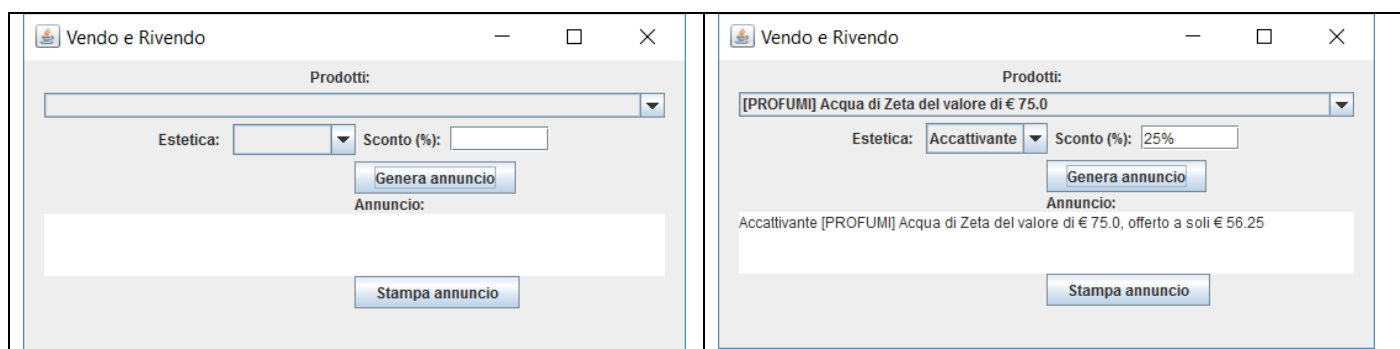 Vendo e Rivendo
Prodotti:
Estetica: Sconto (%):
Genera annuncio
Annuncio:
Stampa annuncio
Vendo e Rivendo
Prodotti:
[PROFUMI] Acqua di Zeta del valore di € 75.0
Estetica: Accattivante Sconto (%): 25%
Genera annuncio
Annuncio:
Accattivante [PROFUMI] Acqua di Zeta del valore di € 75.0, offerto a soli € 56.25
Stampa annuncio